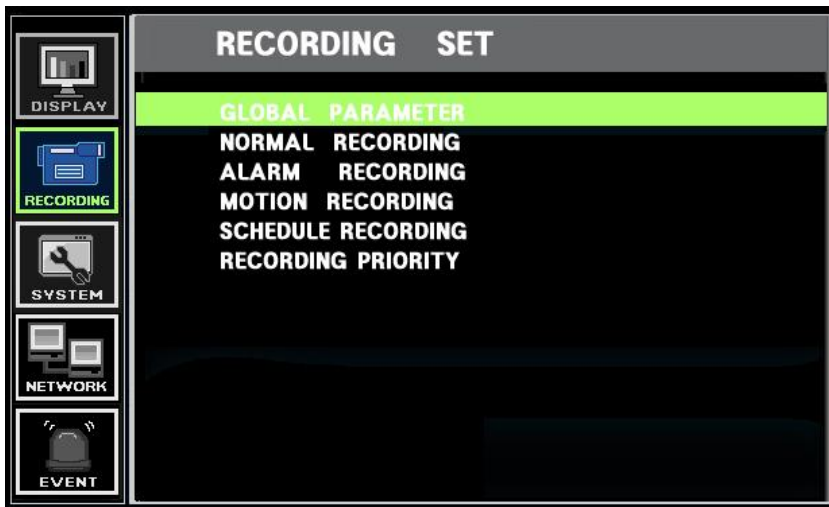 RECORDING SET
DISPLAY
RECORDING
SYSTEM
NETWORK
EVENT
GLOBAL PARAMETER
NORMAL RECORDING
ALARM RECORDING
MOTION RECORDING
SCHEDULE RECORDING
RECORDING PRIORITY